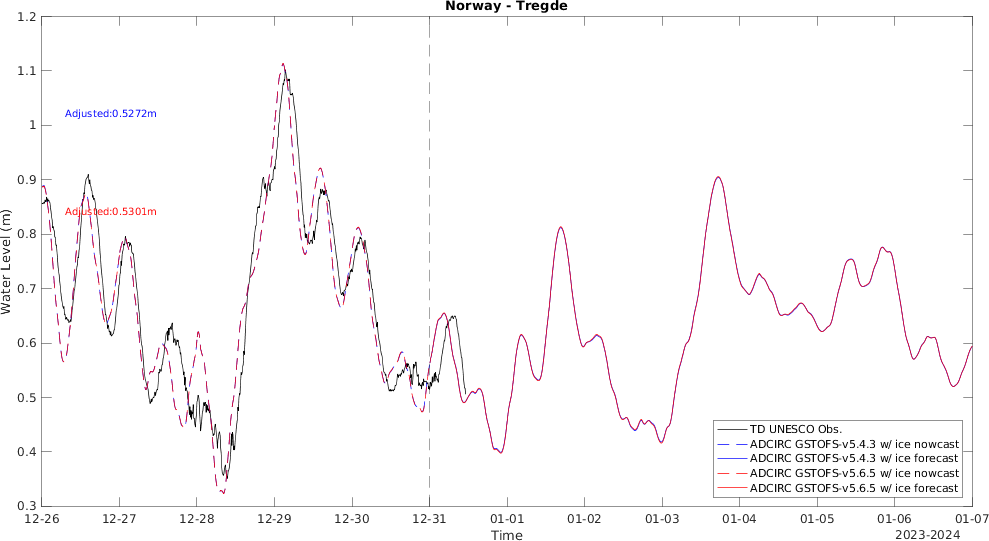 Norway - Tregde
1.2
1.1
1
0.9
0.8
0.7
0.6
0.5
0.4
0.3
Water Level (m)
Adjusted:0.5272m
Adjusted:0.5301m
TD UNESCO Obs.
ADCIRC GSTOFS-v5.4.3 w/ ice nowcast
ADCIRC GSTOFS-v5.4.3 w/ ice forecast
ADCIRC GSTOFS-v5.6.5 w/ ice nowcast
ADCIRC GSTOFS-v5.6.5 w/ ice forecast
12-26 12-27 12-28 12-29 12-30 12-31 01-01 01-02 01-03 01-04 01-05 01-06 01-07
Time
2023-2024